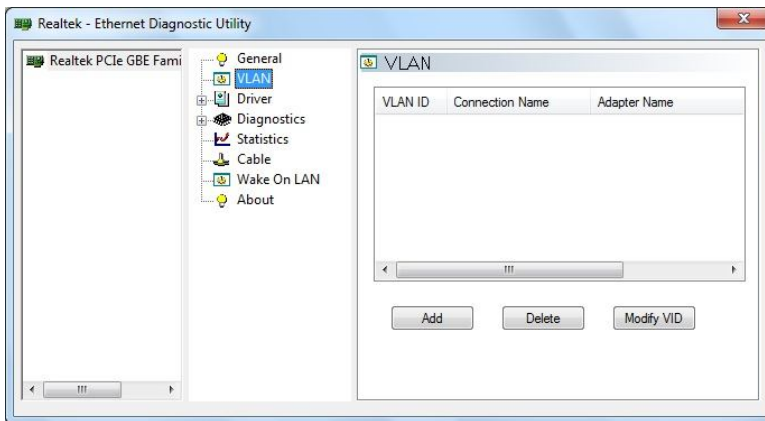 Realtek - Ethernet Diagnostic Utility
Realtek PCIe GBE Fami
General
VLAN
Driver
Diagnostics
Statistics
Cable
Wake On LAN
About
VLAN
VLAN ID Connection Name Adapter Name
Add Delete Modify VID